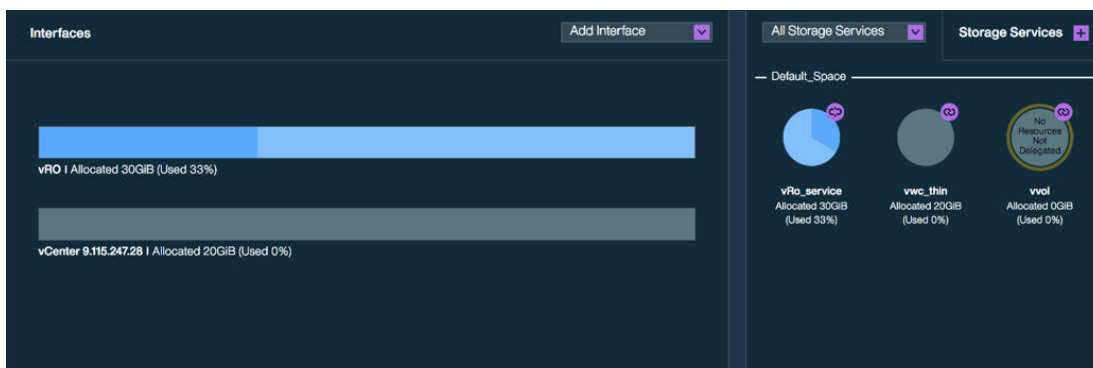 Interfaces
Add Interface
vRO | Allocated 30GiB (Used 33%)
vCenter 9.115.247.28 | Allocated 20GiB (Used 0%)
All Storage Services
Storage Services
Default_Space
vRo_service
Allocated 30GiB
(Used 33%)
vwc_thin
Allocated 20GiB
(Used 0%)
No
Resources
Not
Delegated
vvol
Allocated 0GiB
(Used 0%)